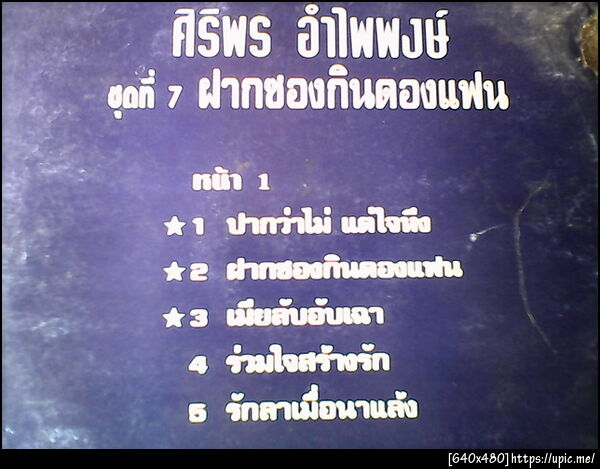 ศิริพร อำไพพงษ์
ชุดที่ 7 ฝากซองกินดองแฟน
หน้า 1
★ 1 ปากว่าไม่ แต่ใจหึง
★ 2 ฝากซองกินดองแฟน
★ 3 เมียลับอับเฉา
4 ร่วมใจสร้างรัก
5 รักลาเมื่อนาแล้ง
[640x480]https://upic.me/